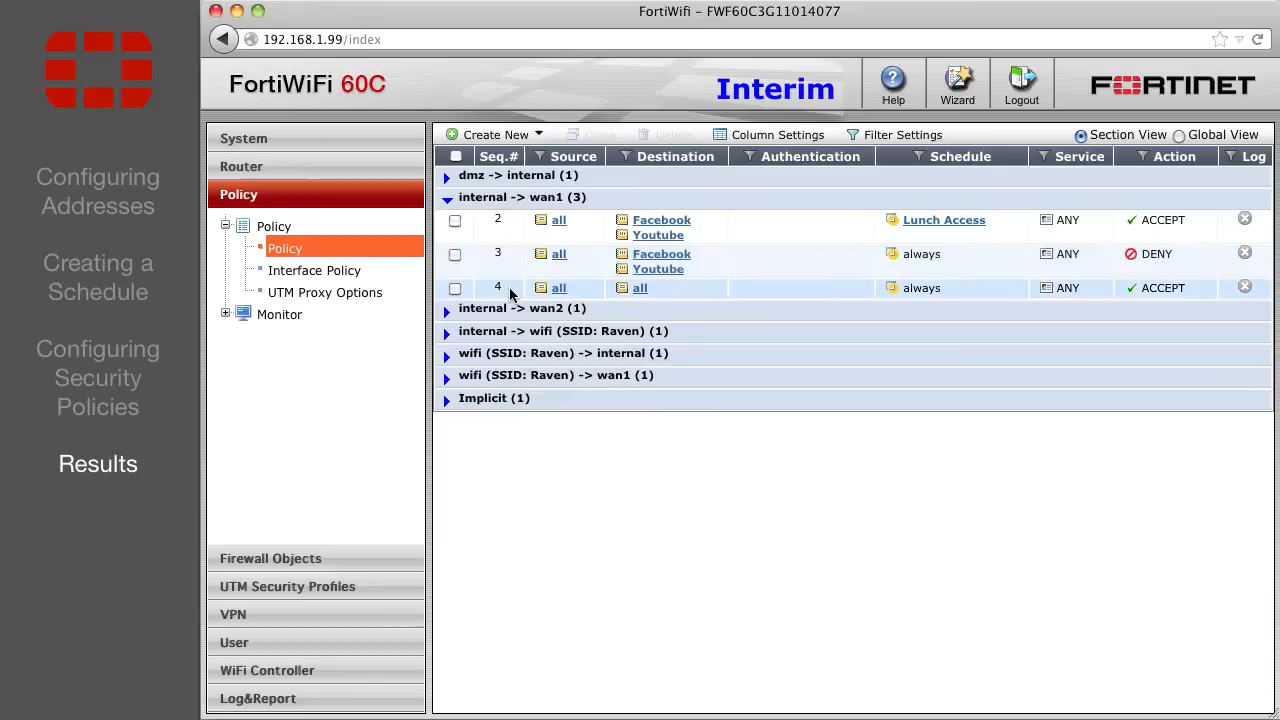 FortiWifi – FWF60C3G11014077
192.168.1.99/index
FortiWiFi 60C
Interim
Help
Wizard
Logout
FORTINET
Configuring
Addresses
Creating a
Schedule
Configuring
Security
Policies
Results
System
Router
Policy
Policy
Policy
Interface Policy
UTM Proxy Options
Monitor
Firewall Objects
UTM Security Profiles
VPN
User
WiFi Controller
Log&Report
Create New Delete Column Settings Filter Settings Section View Global View
Seq.# Source Destination Authentication Schedule Service Action Log
dmz -> internal (1)
internal -> wan1 (3)
2 all Facebook Lunch Access ANY ACCEPT
Youtube
3 all Facebook always ANY DENY
Youtube
4 all all always ANY ACCEPT
internal -> wan2 (1)
internal -> wifi (SSID: Raven) (1)
wifi (SSID: Raven) -> internal (1)
wifi (SSID: Raven) -> wan1 (1)
Implicit (1)